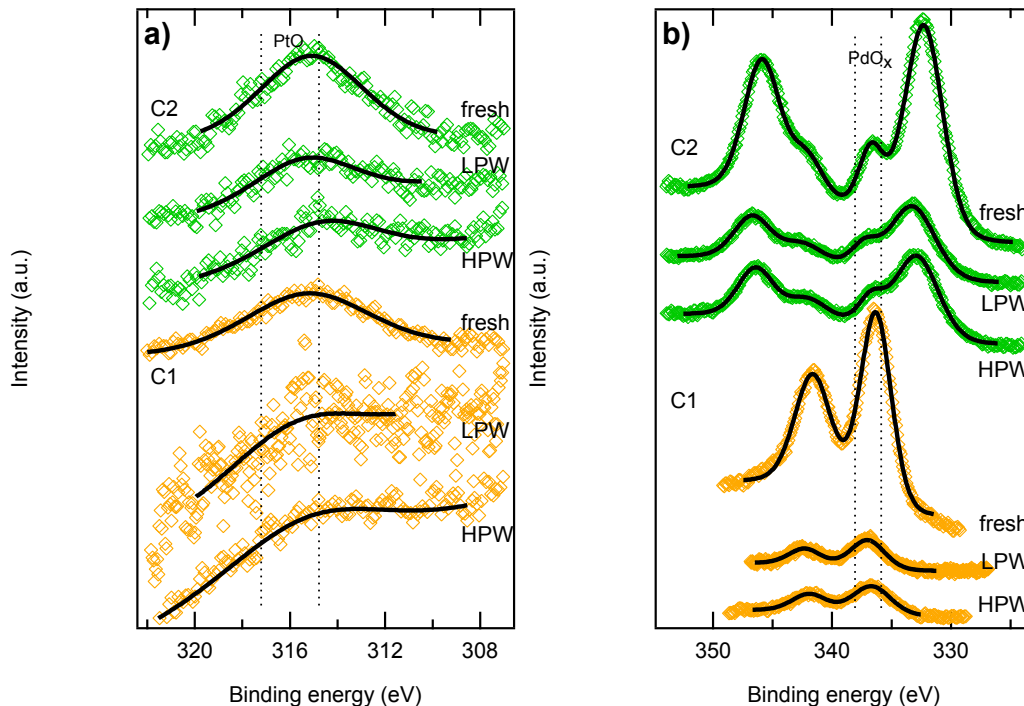 a)
PtO
C2
fresh
LPW
HPW
fresh
C1
LPW
HPW
Intensity (a.u.)
320
316
312
308
Binding energy (eV)
b)
PdOₓ
C2
fresh
LPW
HPW
C1
fresh
LPW
HPW
Intensity (a.u.)
350
340
330
Binding energy (eV)